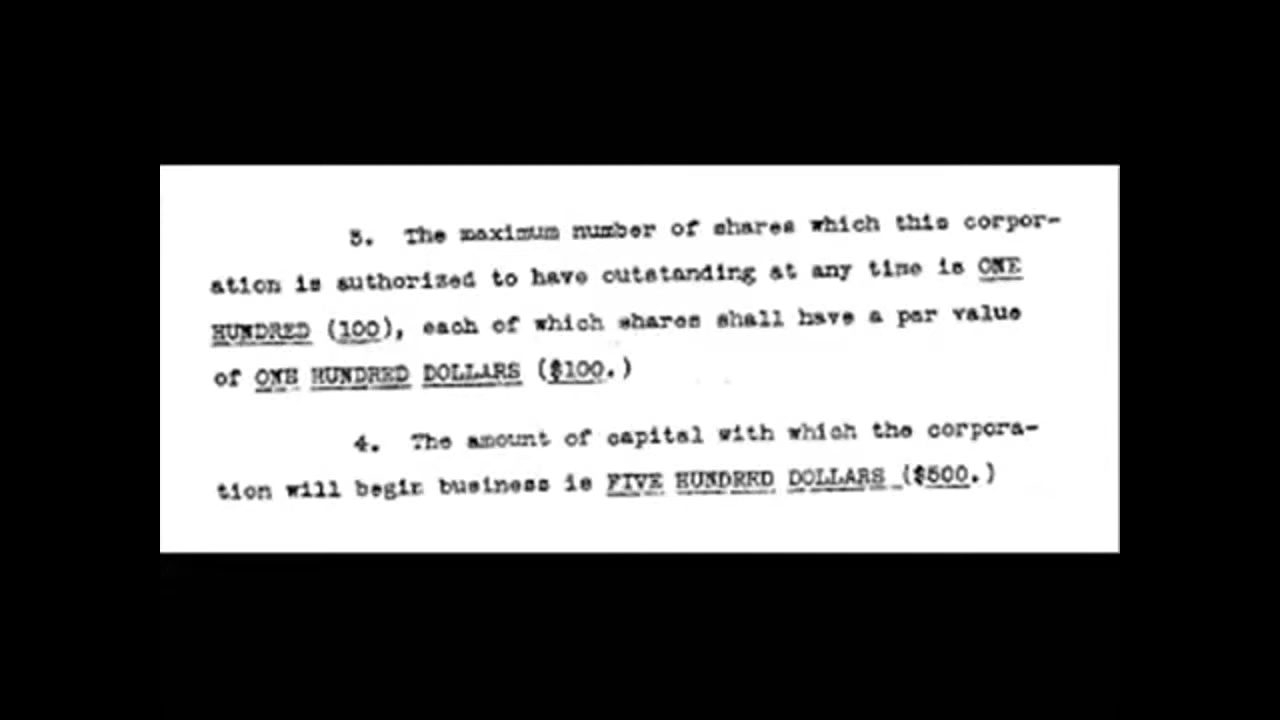 3. The maximum number of shares which this corpor-
ation is authorized to have outstanding at any time is ONE
HUNDRED (100), each of which shares shall have a par value
of ONE HUNDRED DOLLARS ($100.)
4. The amount of capital with which the corpora-
tion will begin business is FIVE HUNDRED DOLLARS ($500.)